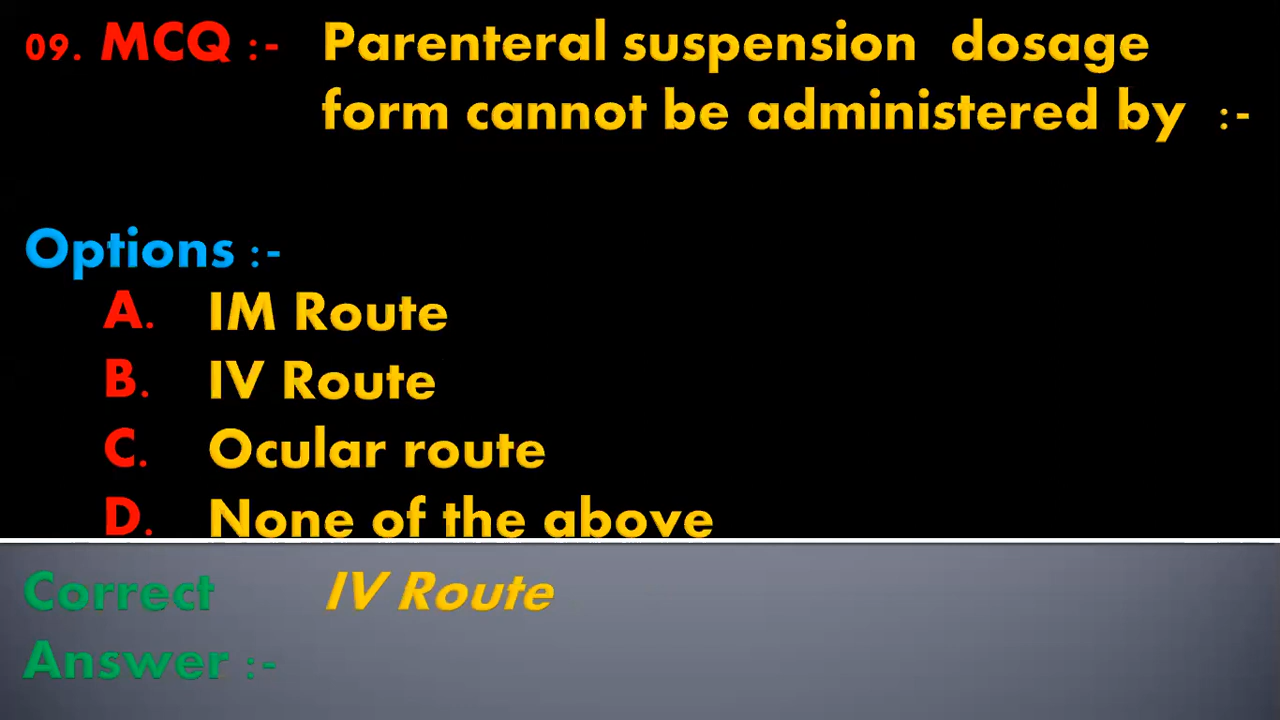 09. MCQ :- Parenteral suspension dosage
form cannot be administered by :-
Options :-
A. IM Route
B. IV Route
C. Ocular route
D. None of the above
Correct IV Route
Answer :-